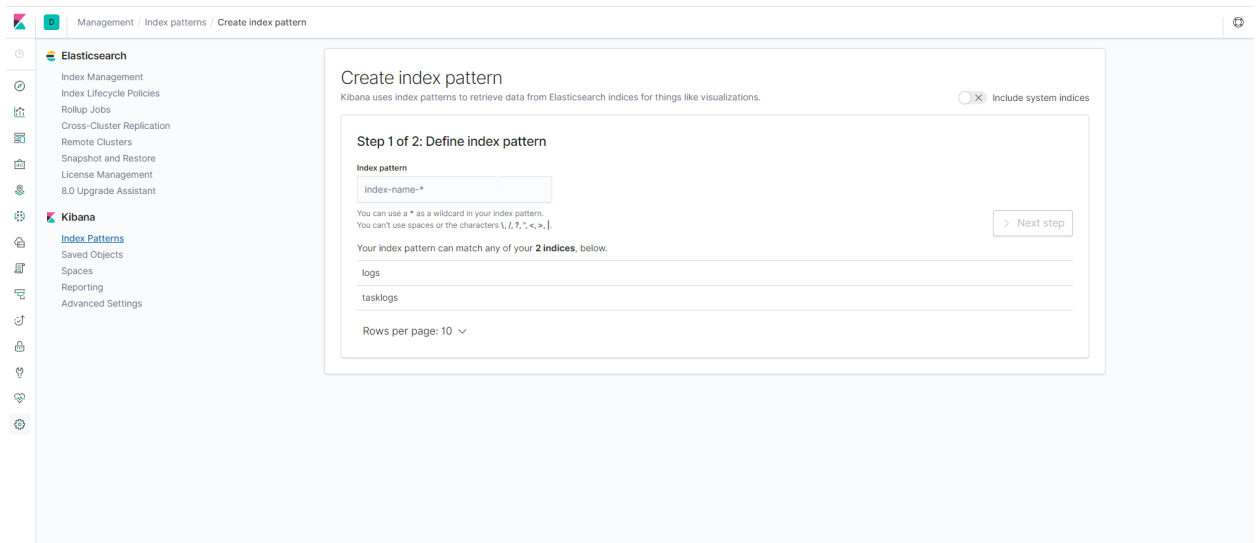 D Management / Index patterns / Create index pattern
Elasticsearch
Index Management
Index Lifecycle Policies
Rollup Jobs
Cross-Cluster Replication
Remote Clusters
Snapshot and Restore
License Management
8.0 Upgrade Assistant
Kibana
Index Patterns
Saved Objects
Spaces
Reporting
Advanced Settings
Create index pattern
Kibana uses index patterns to retrieve data from Elasticsearch indices for things like visualizations.
Include system indices
Step 1 of 2: Define index pattern
Index pattern
index-name-*
You can use a * as a wildcard in your index pattern.
You can't use spaces or the characters \, /, ?, ", <, >, |.
Next step
Your index pattern can match any of your 2 indices, below.
logs
tasklogs
Rows per page: 10